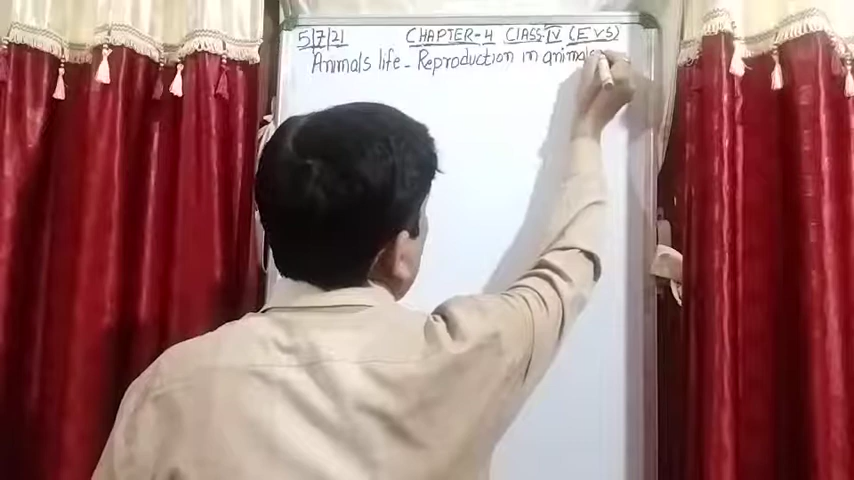 5/7/21 CHAPTER-4 CLASS-IV (EVS)
Animals life - Reproduction in animals